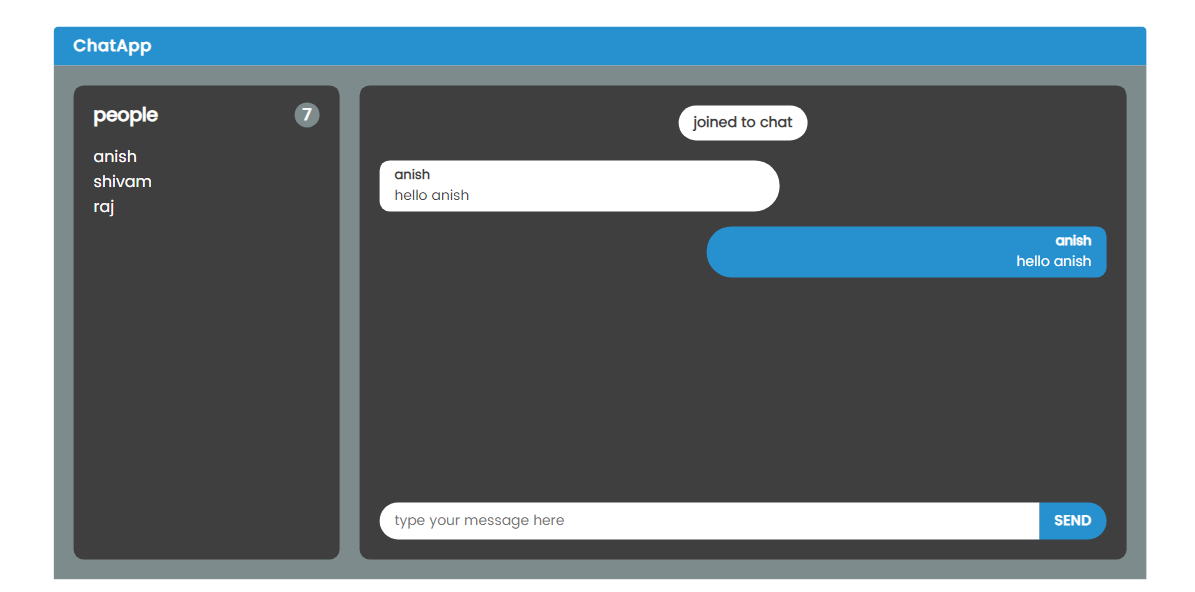 ChatApp
people 7
anish
shivam
raj
joined to chat
anish
hello anish
anish
hello anish
type your message here
SEND